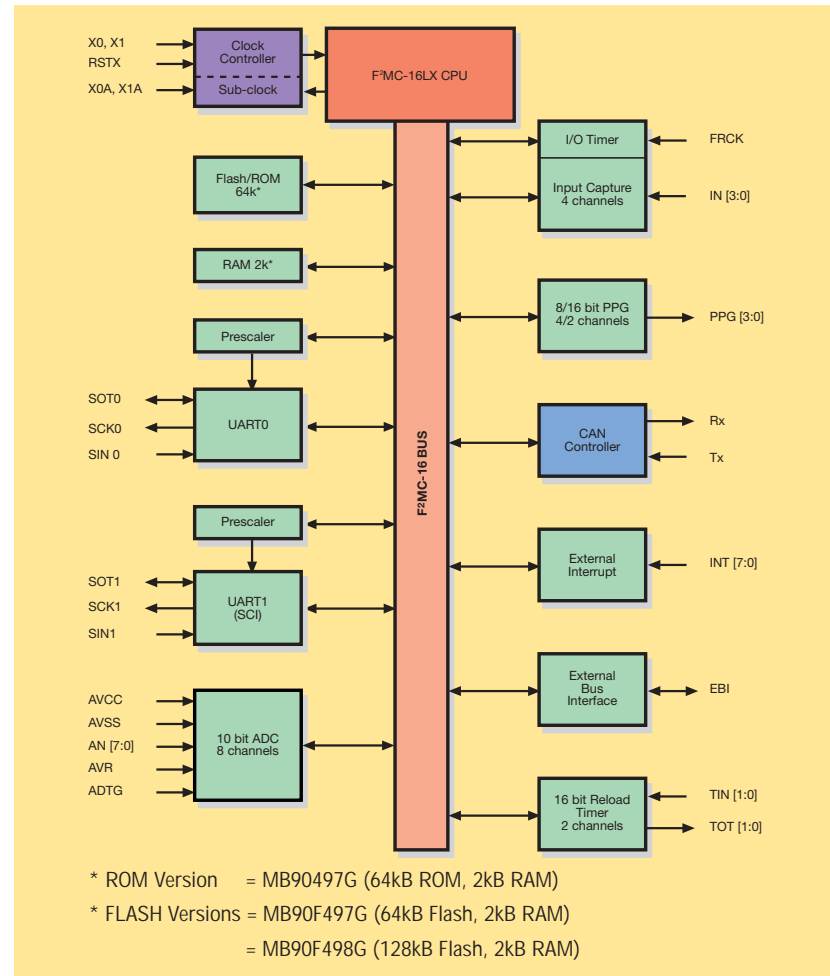 X0, X1
RSTX
X0A, X1A
Clock
Controller
Sub-clock
F²MC-16LX CPU
Flash/ROM
64k*
RAM 2k*
Prescaler
SOT0
SCK0
SIN 0
UART0
Prescaler
SOT1
SCK1
SIN1
UART1
(SCI)
AVCC
AVSS
AN [7:0]
AVR
ADTG
10 bit ADC
8 channels
F²MC-16 BUS
I/O Timer
FRCK
Input Capture
4 channels
IN [3:0]
8/16 bit PPG
4/2 channels
PPG [3:0]
CAN
Controller
Rx
Tx
External
Interrupt
INT [7:0]
External
Bus
Interface
EBI
16 bit Reload
Timer
2 channels
TIN [1:0]
TOT [1:0]
* ROM Version = MB90497G (64kB ROM, 2kB RAM)
* FLASH Versions = MB90F497G (64kB Flash, 2kB RAM)
= MB90F498G (128kB Flash, 2kB RAM)